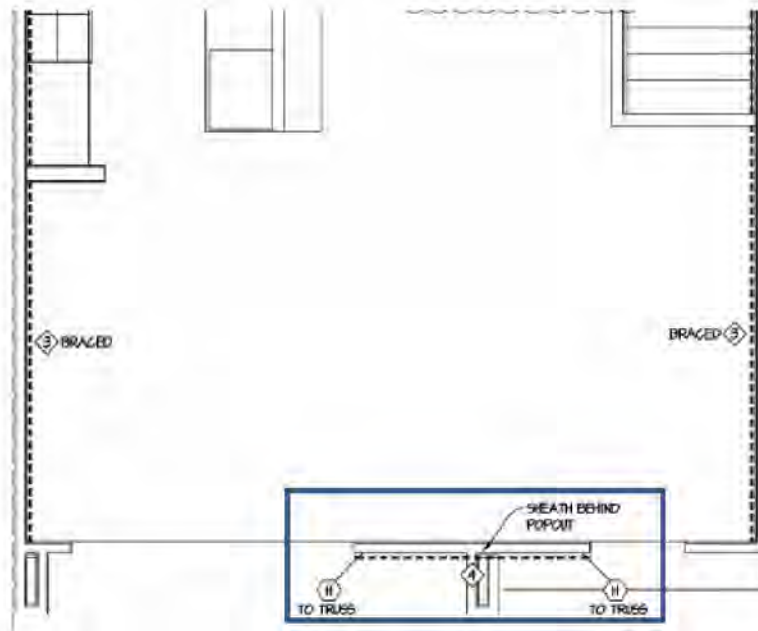 3 BRACED
BRACED 3
SHEATH BEHIND
POPOUT
4
H
TO TRUSS
H
TO TRUSS